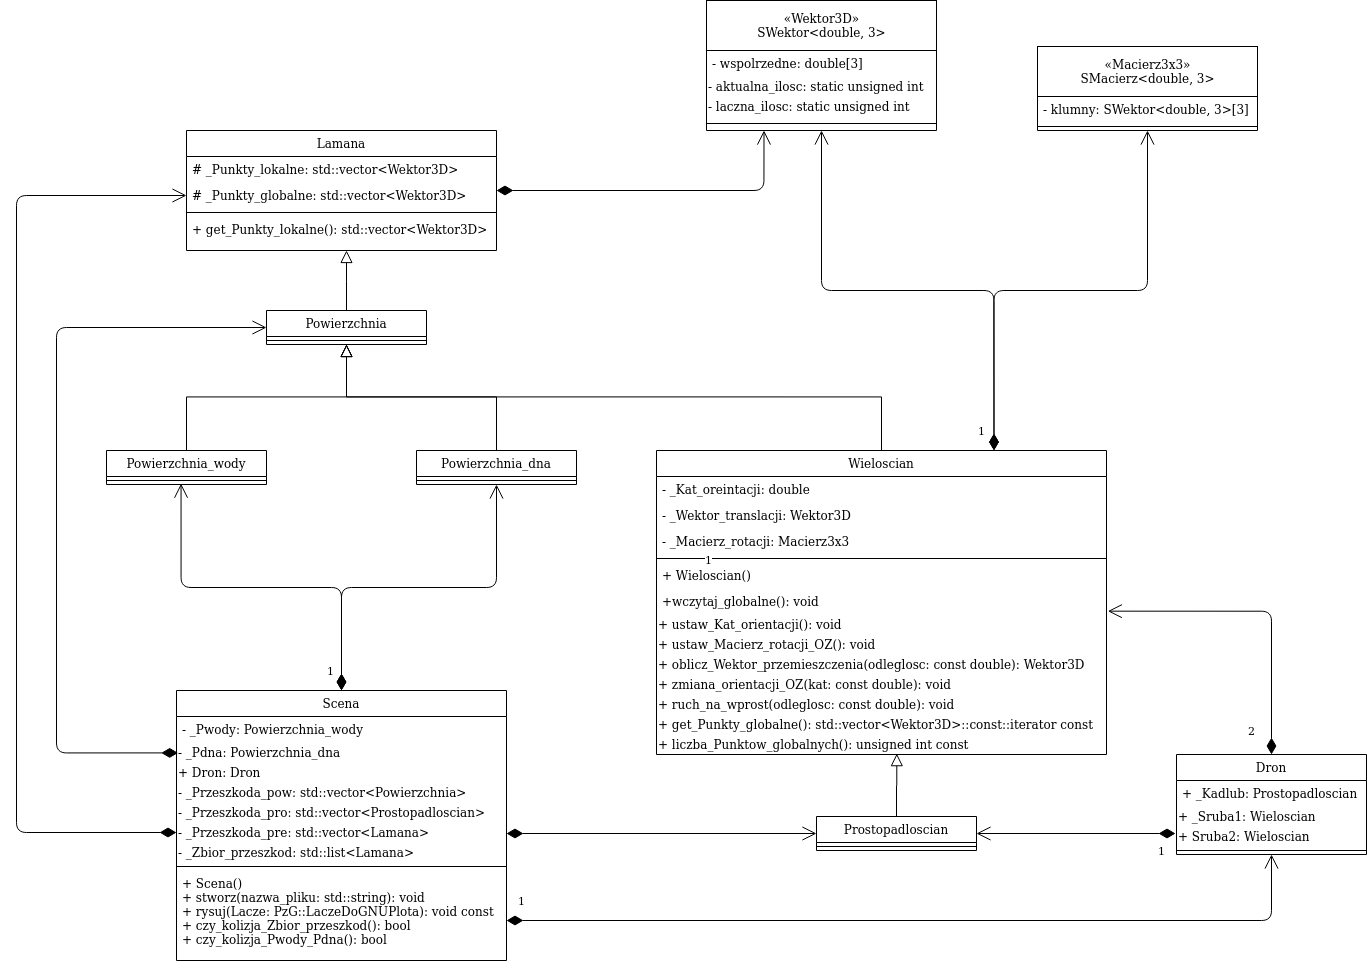 «Wektor3D»
SWektor<double, 3>
- wspolrzedne: double[3]
- aktualna_ilosc: static unsigned int
- laczna_ilosc: static unsigned int
«Macierz3x3»
SMacierz<double, 3>
- klumny: SWektor<double, 3>[3]
Lamana
# _Punkty_lokalne: std::vector<Wektor3D>
# _Punkty_globalne: std::vector<Wektor3D>
+ get_Punkty_lokalne(): std::vector<Wektor3D>
Powierzchnia
Powierzchnia_wody
Powierzchnia_dna
1
Wieloscian
- _Kat_oreintacji: double
- _Wektor_translacji: Wektor3D
- _Macierz_rotacji: Macierz3x3
1
+ Wieloscian()
+wczytaj_globalne(): void
+ ustaw_Kat_orientacji(): void
+ ustaw_Macierz_rotacji_OZ(): void
+ oblicz_Wektor_przemieszczenia(odleglosc: const double): Wektor3D
+ zmiana_orientacji_OZ(kat: const double): void
+ ruch_na_wprost(odleglosc: const double): void
+ get_Punkty_globalne(): std::vector<Wektor3D>::const::iterator const
+ liczba_Punktow_globalnych(): unsigned int const
1
Scena
- _Pwody: Powierzchnia_wody
- _Pdna: Powierzchnia_dna
+ Dron: Dron
- _Przeszkoda_pow: std::vector<Powierzchnia>
- _Przeszkoda_pro: std::vector<Prostopadloscian>
- _Przeszkoda_pre: std::vector<Lamana>
- _Zbior_przeszkod: std::list<Lamana>
+ Scena()
+ stworz(nazwa_pliku: std::string): void
+ rysuj(Lacze: PzG::LaczeDoGNUPlota): void const
+ czy_kolizja_Zbior_przeszkod(): bool
+ czy_kolizja_Pwody_Pdna(): bool
1
Prostopadloscian
2
Dron
+ _Kadlub: Prostopadloscian
+ _Sruba1: Wieloscian
+ Sruba2: Wieloscian
1